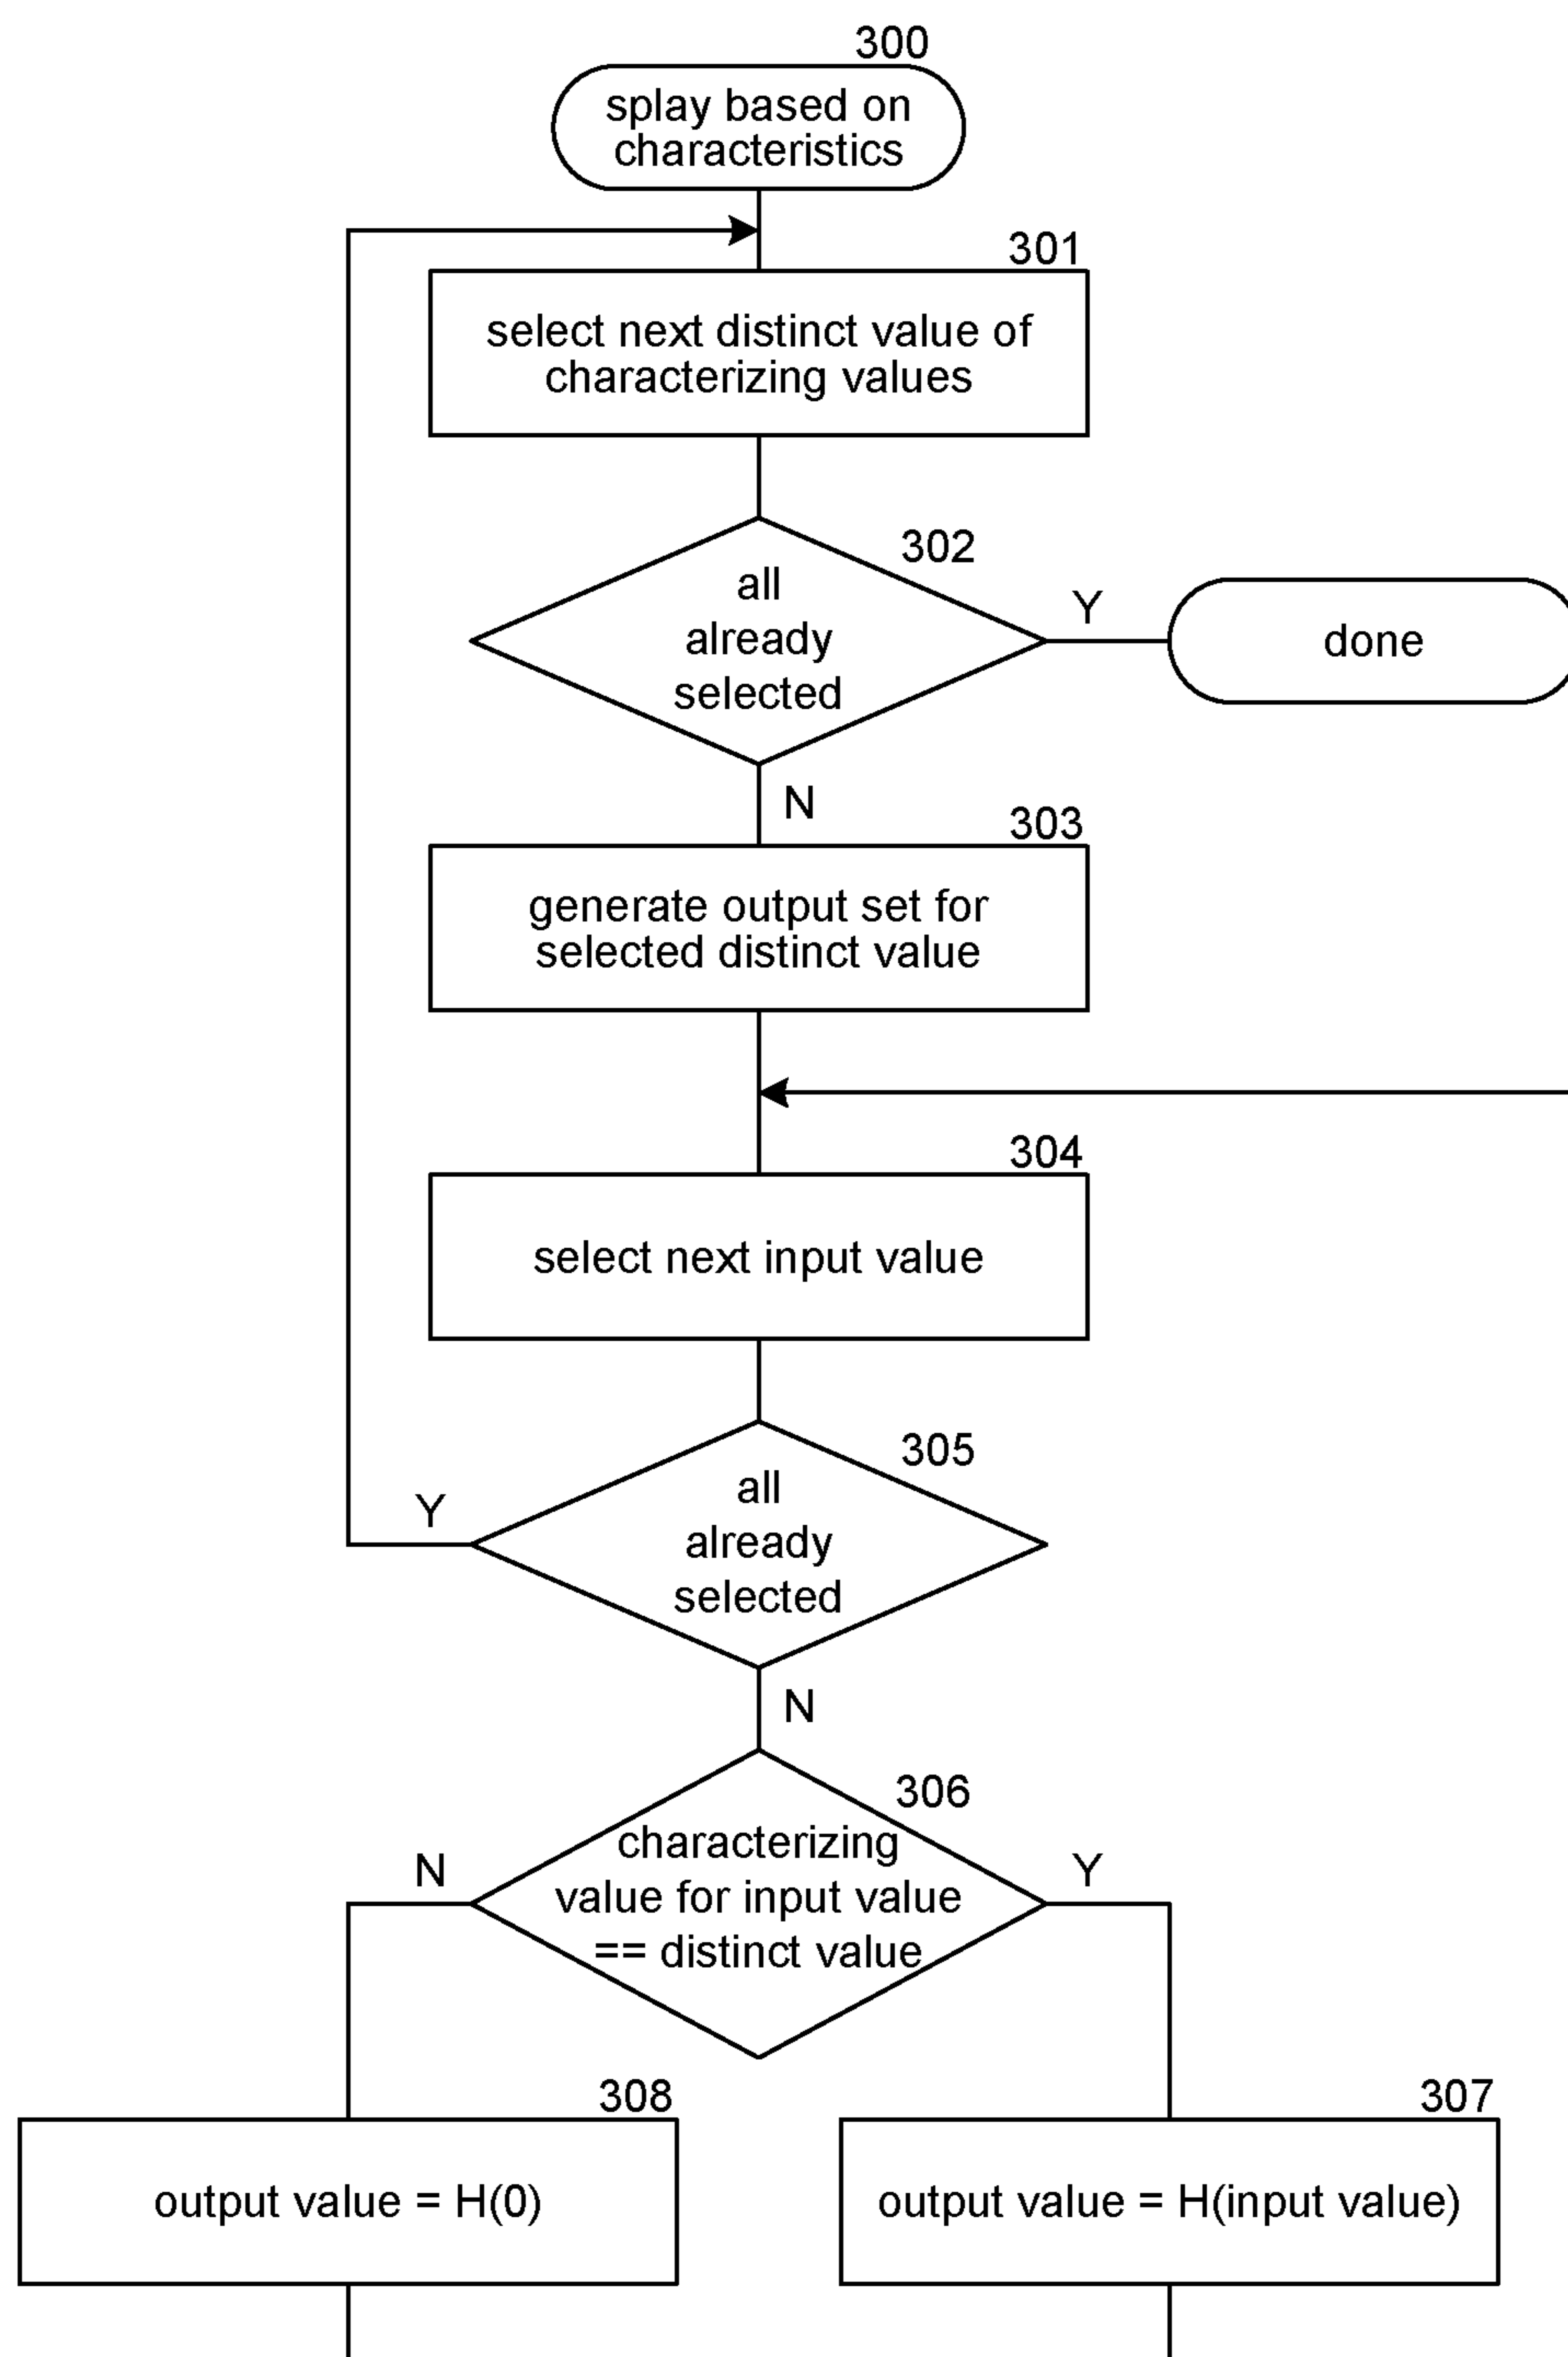 300
splay based on
characteristics
301
select next distinct value of
characterizing values
302
all
already
selected
Y
done
N
303
generate output set for
selected distinct value
304
select next input value
305
all
already
selected
Y
N
306
characterizing
value for input value
== distinct value
N
Y
308
output value = H(0)
307
output value = H(input value)